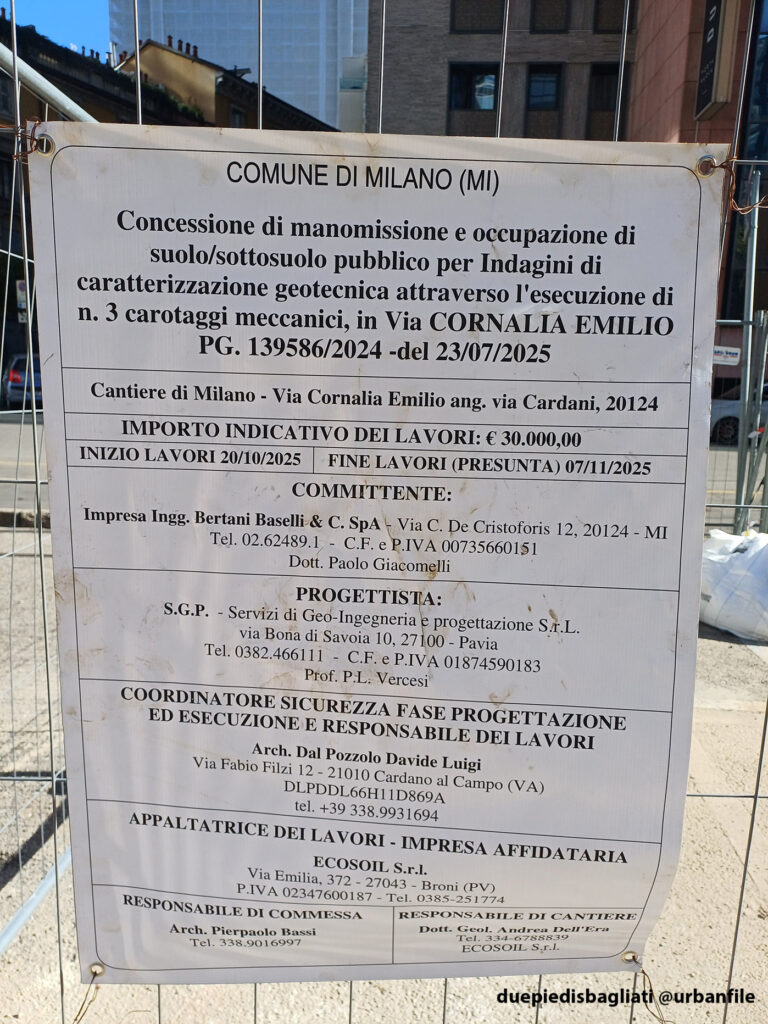 COMUNE DI MILANO (MI)
Concessione di manomissione e occupazione di
suolo/sottosuolo pubblico per Indagini di
caratterizzazione geotecnica attraverso l'esecuzione di
n. 3 carotaggi meccanici, in Via CORNALIA EMILIO
PG. 139586/2024 -del 23/07/2025
Cantiere di Milano - Via Cornalia Emilio ang. via Cardani, 20124
IMPORTO INDICATIVO DEI LAVORI: € 30.000,00
INIZIO LAVORI 20/10/2025
FINE LAVORI (PRESUNTA) 07/11/2025
COMMITTENTE:
Impresa Ingg. Bertani Baselli & C. SpA - Via C. De Cristoforis 12, 20124 - MI
Tel. 02.62489.1 - C.F. e P.IVA 00735660151
Dott. Paolo Giacomelli
PROGETTISTA:
S.G.P. - Servizi di Geo-Ingegneria e progettazione S.r.L.
via Bona di Savoia 10, 27100 - Pavia
Tel. 0382.466111 - C.F. e P.IVA 01874590183
Prof. P.L. Vercesi
COORDINATORE SICUREZZA FASE PROGETTAZIONE
ED ESECUZIONE E RESPONSABILE DEI LAVORI
Arch. Dal Pozzolo Davide Luigi
Via Fabio Filzi 12 - 21010 Cardano al Campo (VA)
DLPDDL66H11D869A
tel. +39 338.9931694
APPALTATRICE DEI LAVORI - IMPRESA AFFIDATARIA
ECOSOIL S.r.l.
Via Emilia, 372 - 27043 - Broni (PV)
P.IVA 02347600187 - Tel. 0385-251774
RESPONSABILE DI COMMESSA
Arch. Pierpaolo Bassi
Tel. 338.9016997
RESPONSABILE DI CANTIERE
Dott. Geol. Andrea Dell'Era
Tel. 334-6788839
ECOSOIL S.r.l.
duepiedisbagliati @urbanfile